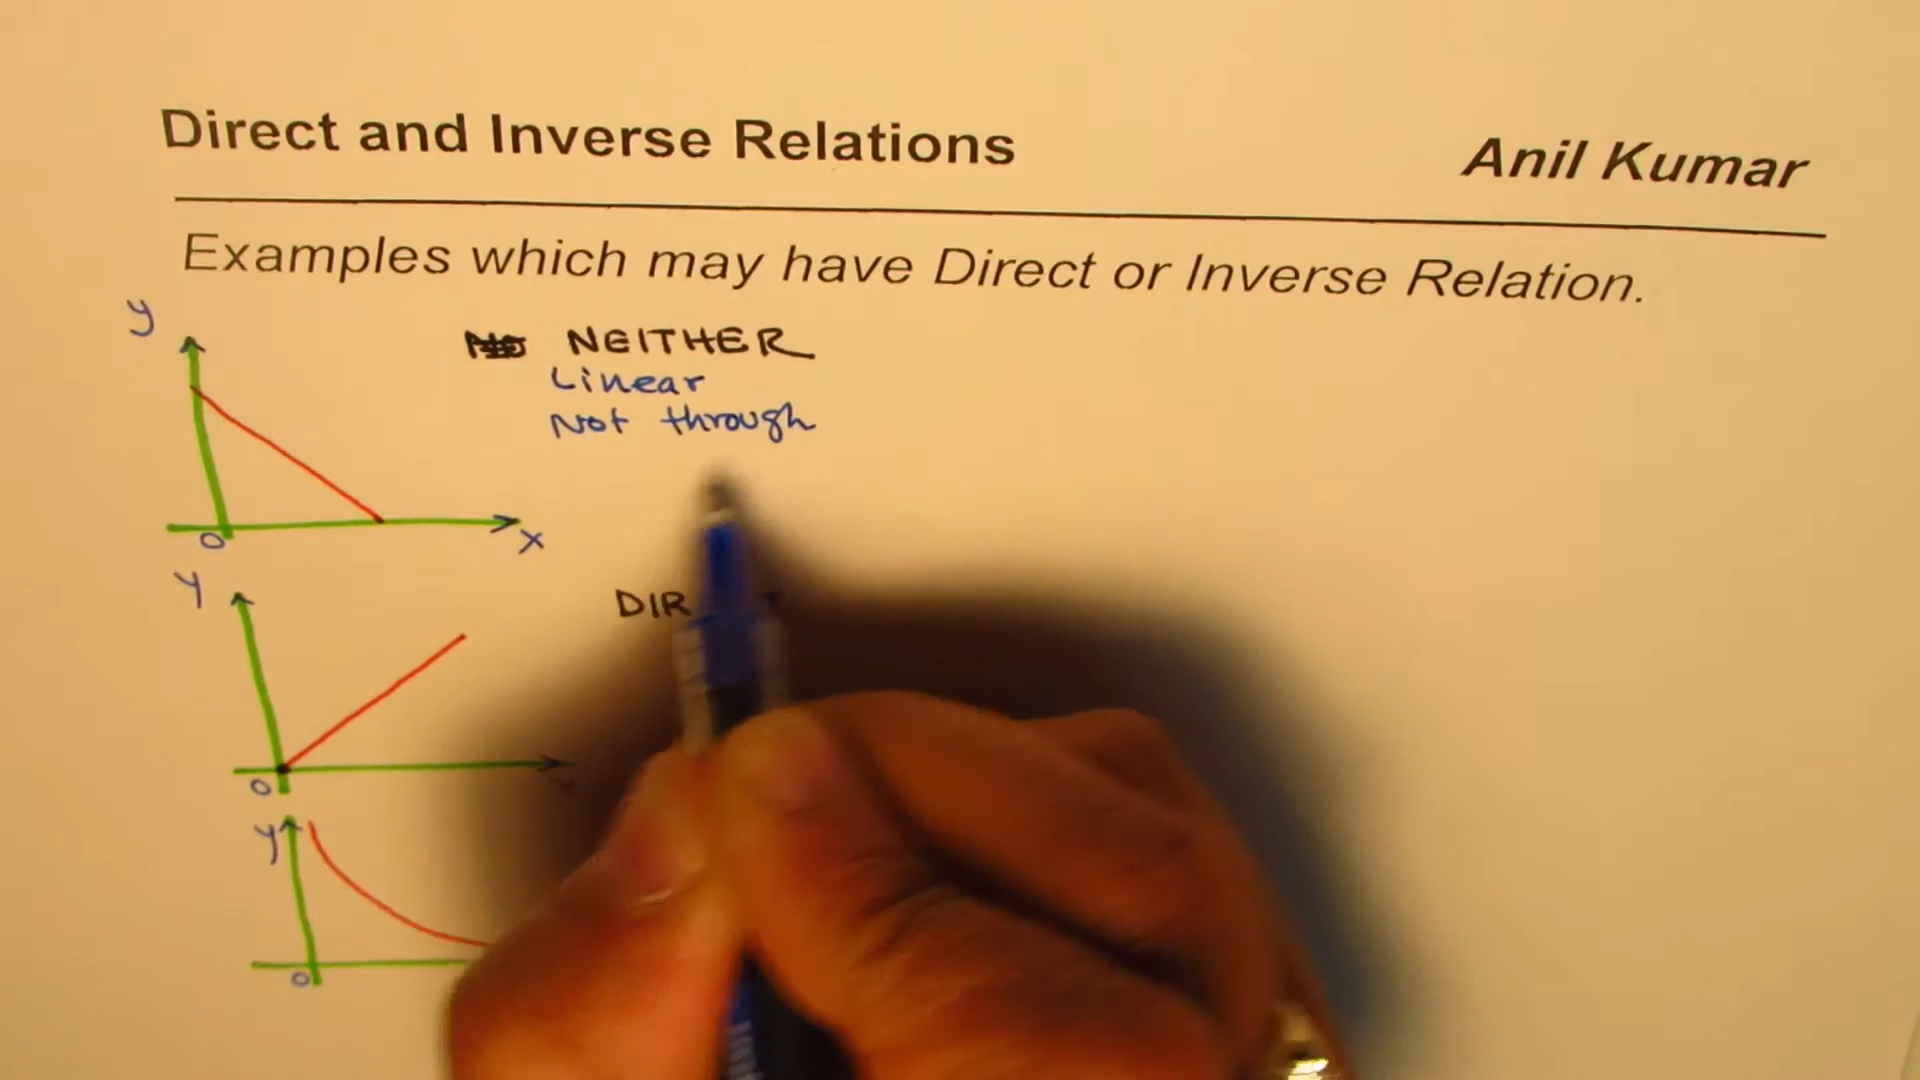 Direct and Inverse Relations
Anil Kumar
Examples which may have Direct or Inverse Relation.
y
NEITHER
Linear
Not through
0
x
y
0
y
0